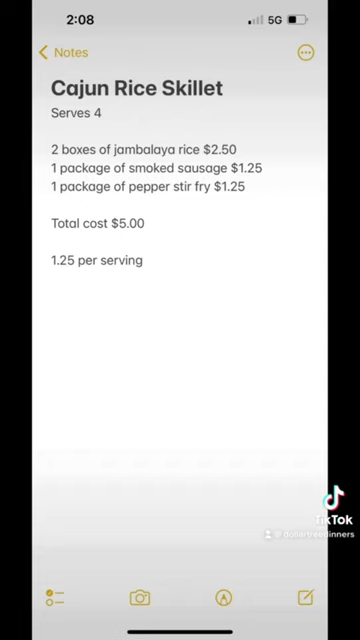 2:08
5G
Notes
Cajun Rice Skillet
Serves 4
2 boxes of jambalaya rice $2.50
1 package of smoked sausage $1.25
1 package of pepper stir fry $1.25
Total cost $5.00
1.25 per serving
TikTok
@dollartreedinners